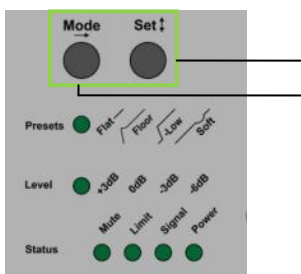 Mode Set
Presets Flat Floor -Low Soft
Level +3dB 0dB -3dB -6dB
Mute Limit Signal Power
Status